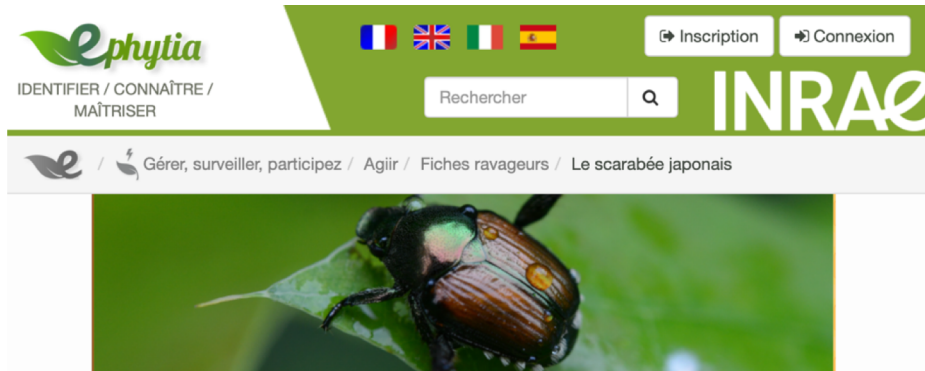 ephytia
IDENTIFIER / CONNAÎTRE /
MAÎTRISER
Inscription
Connexion
Rechercher
INRAE
/ Gérer, surveiller, participez / Agiir / Fiches ravageurs / Le scarabée japonais